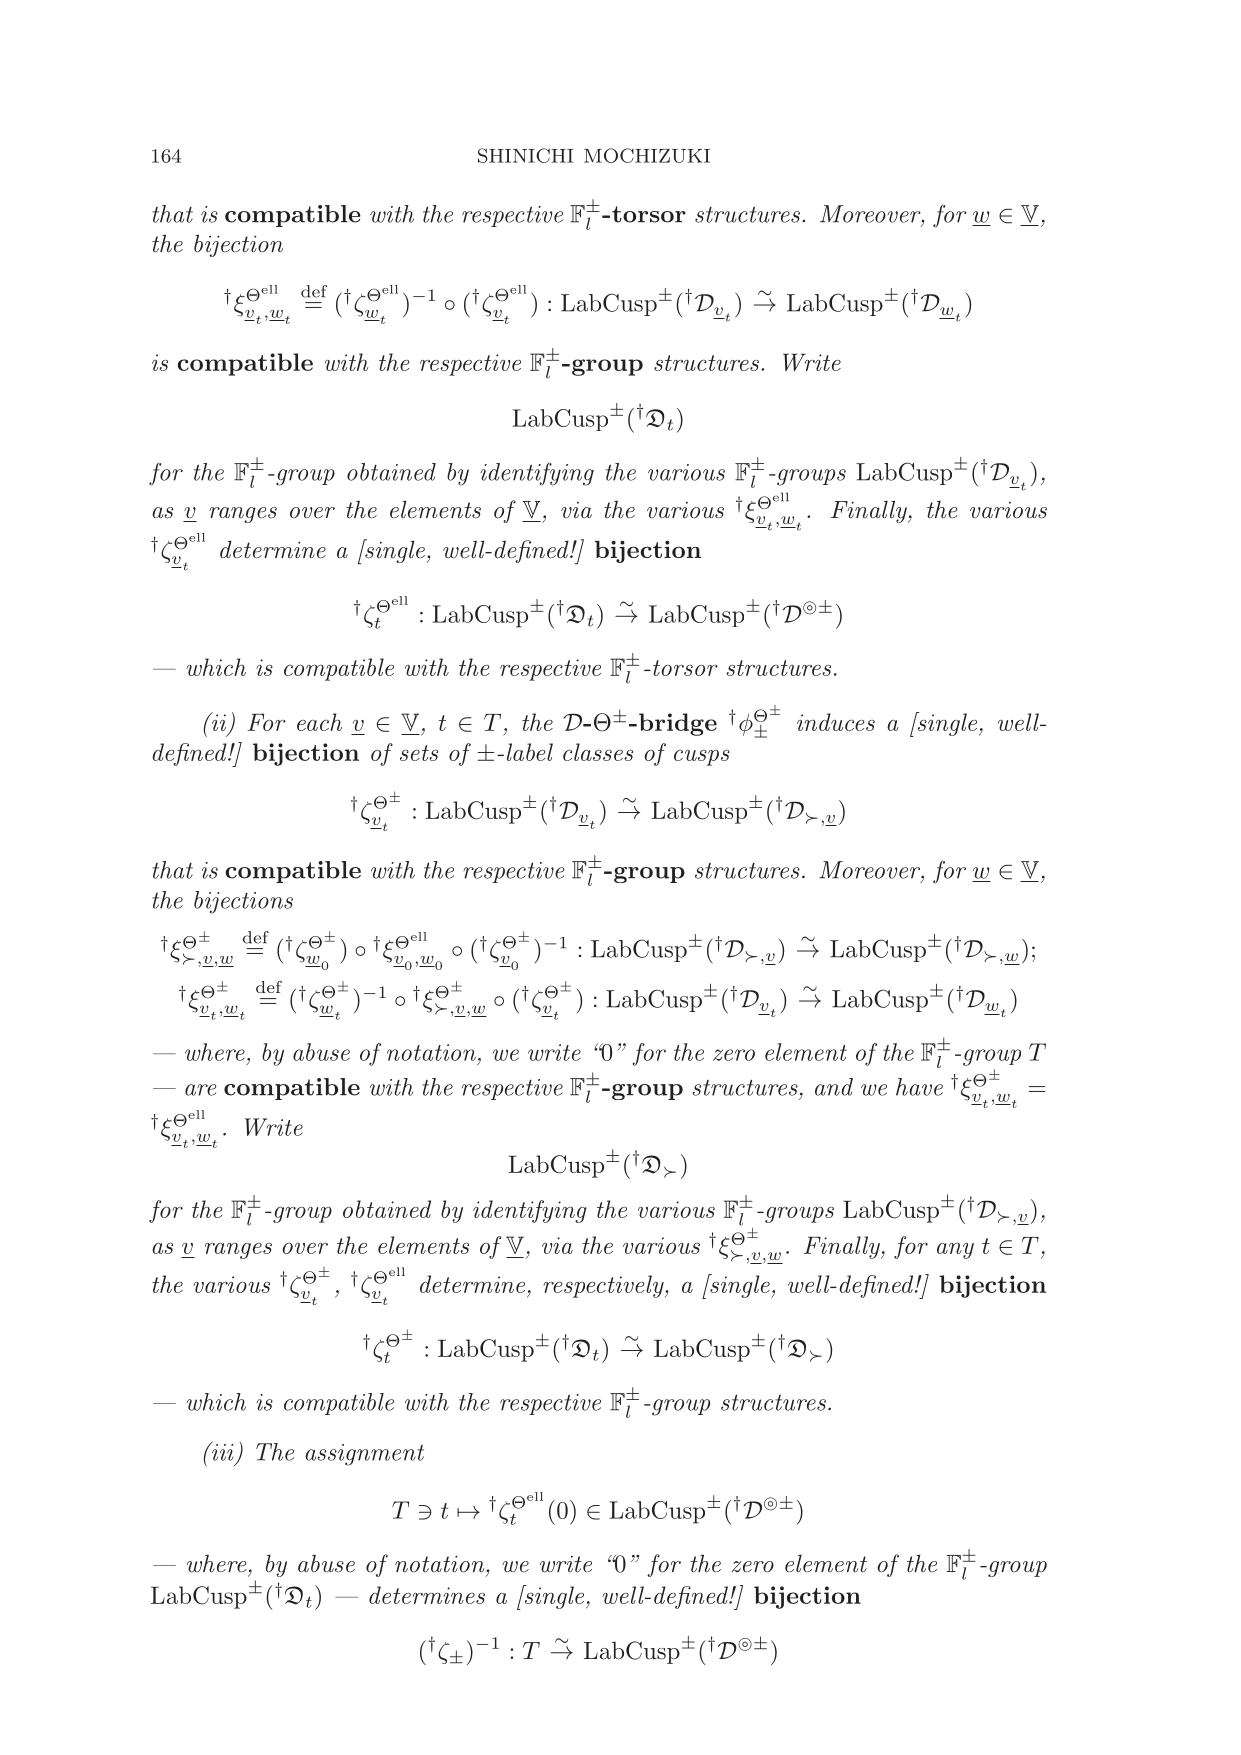 164 SHINICHI MOCHIZUKI
that is compatible with the respective $\mathbb{F}_l^{\pm}$-torsor structures. Moreover, for $\underline{w} \in \underline{\mathbb{V}}$,
the bijection
${}^{\dagger}\xi^{\Theta^{\mathrm{ell}}}_{\underline{v}_t,\underline{w}_t} \overset{\mathrm{def}}{=} ({}^{\dagger}\zeta^{\Theta^{\mathrm{ell}}}_{\underline{w}_t})^{-1} \circ ({}^{\dagger}\zeta^{\Theta^{\mathrm{ell}}}_{\underline{v}_t}) : \mathrm{LabCusp}^{\pm}({}^{\dagger}\mathcal{D}_{\underline{v}_t}) \overset{\sim}{\to} \mathrm{LabCusp}^{\pm}({}^{\dagger}\mathcal{D}_{\underline{w}_t})$
is compatible with the respective $\mathbb{F}_l^{\pm}$-group structures. Write
$\mathrm{LabCusp}^{\pm}({}^{\dagger}\mathfrak{D}_t)$
for the $\mathbb{F}_l^{\pm}$-group obtained by identifying the various $\mathbb{F}_l^{\pm}$-groups $\mathrm{LabCusp}^{\pm}({}^{\dagger}\mathcal{D}_{\underline{v}_t})$,
as $\underline{v}$ ranges over the elements of $\underline{\mathbb{V}}$, via the various ${}^{\dagger}\xi^{\Theta^{\mathrm{ell}}}_{\underline{v}_t,\underline{w}_t}$. Finally, the various
${}^{\dagger}\zeta^{\Theta^{\mathrm{ell}}}_{\underline{v}_t}$ determine a [single, well-defined!] bijection
${}^{\dagger}\zeta^{\Theta^{\mathrm{ell}}}_t : \mathrm{LabCusp}^{\pm}({}^{\dagger}\mathfrak{D}_t) \overset{\sim}{\to} \mathrm{LabCusp}^{\pm}({}^{\dagger}\mathcal{D}^{\circledcirc\pm})$
— which is compatible with the respective $\mathbb{F}_l^{\pm}$-torsor structures.
(ii) For each $\underline{v} \in \underline{\mathbb{V}}$, $t \in T$, the $\mathcal{D}$-$\Theta^{\pm}$-bridge ${}^{\dagger}\phi^{\Theta^{\pm}}_{\pm}$ induces a [single, well-
defined!] bijection of sets of ±-label classes of cusps
${}^{\dagger}\zeta^{\Theta^{\pm}}_{\underline{v}_t} : \mathrm{LabCusp}^{\pm}({}^{\dagger}\mathcal{D}_{\underline{v}_t}) \overset{\sim}{\to} \mathrm{LabCusp}^{\pm}({}^{\dagger}\mathcal{D}_{\succ,\underline{v}})$
that is compatible with the respective $\mathbb{F}_l^{\pm}$-group structures. Moreover, for $\underline{w} \in \underline{\mathbb{V}}$,
the bijections
${}^{\dagger}\xi^{\Theta^{\pm}}_{\succ,\underline{v},\underline{w}} \overset{\mathrm{def}}{=} ({}^{\dagger}\zeta^{\Theta^{\pm}}_{\underline{w}_0}) \circ {}^{\dagger}\xi^{\Theta^{\mathrm{ell}}}_{\underline{v}_0,\underline{w}_0} \circ ({}^{\dagger}\zeta^{\Theta^{\pm}}_{\underline{v}_0})^{-1} : \mathrm{LabCusp}^{\pm}({}^{\dagger}\mathcal{D}_{\succ,\underline{v}}) \overset{\sim}{\to} \mathrm{LabCusp}^{\pm}({}^{\dagger}\mathcal{D}_{\succ,\underline{w}});$
${}^{\dagger}\xi^{\Theta^{\pm}}_{\underline{v}_t,\underline{w}_t} \overset{\mathrm{def}}{=} ({}^{\dagger}\zeta^{\Theta^{\pm}}_{\underline{w}_t})^{-1} \circ {}^{\dagger}\xi^{\Theta^{\pm}}_{\succ,\underline{v},\underline{w}} \circ ({}^{\dagger}\zeta^{\Theta^{\pm}}_{\underline{v}_t}) : \mathrm{LabCusp}^{\pm}({}^{\dagger}\mathcal{D}_{\underline{v}_t}) \overset{\sim}{\to} \mathrm{LabCusp}^{\pm}({}^{\dagger}\mathcal{D}_{\underline{w}_t})$
— where, by abuse of notation, we write “0” for the zero element of the $\mathbb{F}_l^{\pm}$-group $T$
— are compatible with the respective $\mathbb{F}_l^{\pm}$-group structures, and we have ${}^{\dagger}\xi^{\Theta^{\pm}}_{\underline{v}_t,\underline{w}_t} =$
${}^{\dagger}\xi^{\Theta^{\mathrm{ell}}}_{\underline{v}_t,\underline{w}_t}$. Write
$\mathrm{LabCusp}^{\pm}({}^{\dagger}\mathfrak{D}_{\succ})$
for the $\mathbb{F}_l^{\pm}$-group obtained by identifying the various $\mathbb{F}_l^{\pm}$-groups $\mathrm{LabCusp}^{\pm}({}^{\dagger}\mathcal{D}_{\succ,\underline{v}})$,
as $\underline{v}$ ranges over the elements of $\underline{\mathbb{V}}$, via the various ${}^{\dagger}\xi^{\Theta^{\pm}}_{\succ,\underline{v},\underline{w}}$. Finally, for any $t \in T$,
the various ${}^{\dagger}\zeta^{\Theta^{\pm}}_{\underline{v}_t}$, ${}^{\dagger}\zeta^{\Theta^{\mathrm{ell}}}_{\underline{v}_t}$ determine, respectively, a [single, well-defined!] bijection
${}^{\dagger}\zeta^{\Theta^{\pm}}_t : \mathrm{LabCusp}^{\pm}({}^{\dagger}\mathfrak{D}_t) \overset{\sim}{\to} \mathrm{LabCusp}^{\pm}({}^{\dagger}\mathfrak{D}_{\succ})$
— which is compatible with the respective $\mathbb{F}_l^{\pm}$-group structures.
(iii) The assignment
$T \ni t \mapsto {}^{\dagger}\zeta^{\Theta^{\mathrm{ell}}}_t(0) \in \mathrm{LabCusp}^{\pm}({}^{\dagger}\mathcal{D}^{\circledcirc\pm})$
— where, by abuse of notation, we write “0” for the zero element of the $\mathbb{F}_l^{\pm}$-group
$\mathrm{LabCusp}^{\pm}({}^{\dagger}\mathfrak{D}_t)$ — determines a [single, well-defined!] bijection
$({}^{\dagger}\zeta_{\pm})^{-1} : T \overset{\sim}{\to} \mathrm{LabCusp}^{\pm}({}^{\dagger}\mathcal{D}^{\circledcirc\pm})$